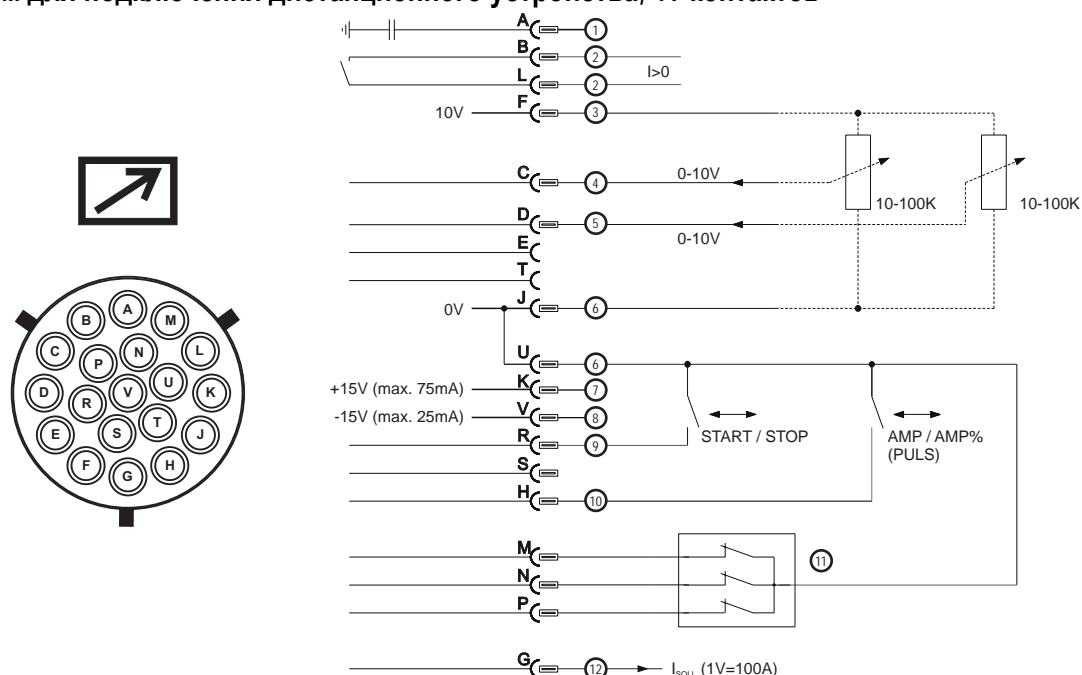 для подключения дистанционного устройства, контактов
A 1
B 2
I>0
L 2
10V F 3
C 4 0-10V
10-100K 10-100K
D 5
0-10V
E
T
0V J 6
U 6
+15V (max. 75mA) K 7
-15V (max. 25mA) V 8
START / STOP AMP / AMP%
(PULS)
R 9
S
H 10
M 11
N
P
G 12 I SOLL (1V=100A)
A
B M
C N L
P
D U K
V
R
E S T J
F H
G